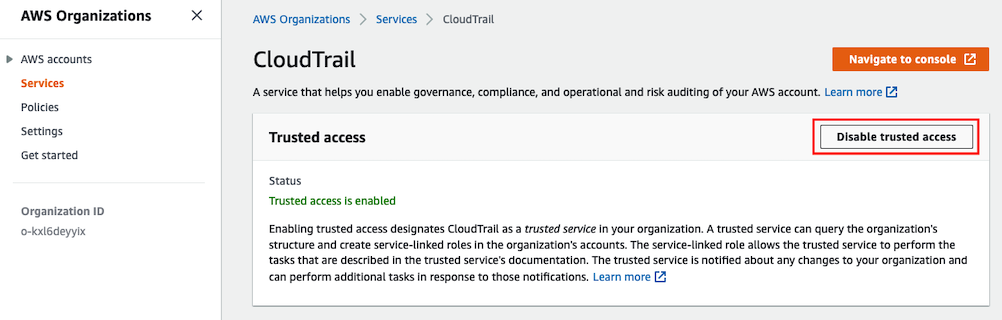 AWS Organizations
AWS accounts
Services
Policies
Settings
Get started
Organization ID
o-kxl6deyyix
AWS Organizations > Services > CloudTrail
CloudTrail
Navigate to console
A service that helps you enable governance, compliance, and operational and risk auditing of your AWS account. Learn more
Trusted access
Disable trusted access
Status
Trusted access is enabled
Enabling trusted access designates CloudTrail as a trusted service in your organization. A trusted service can query the organization's
structure and create service-linked roles in the organization's accounts. The service-linked role allows the trusted service to perform the
tasks that are described in the trusted service's documentation. The trusted service is notified about any changes to your organization and
can perform additional tasks in response to those notifications. Learn more